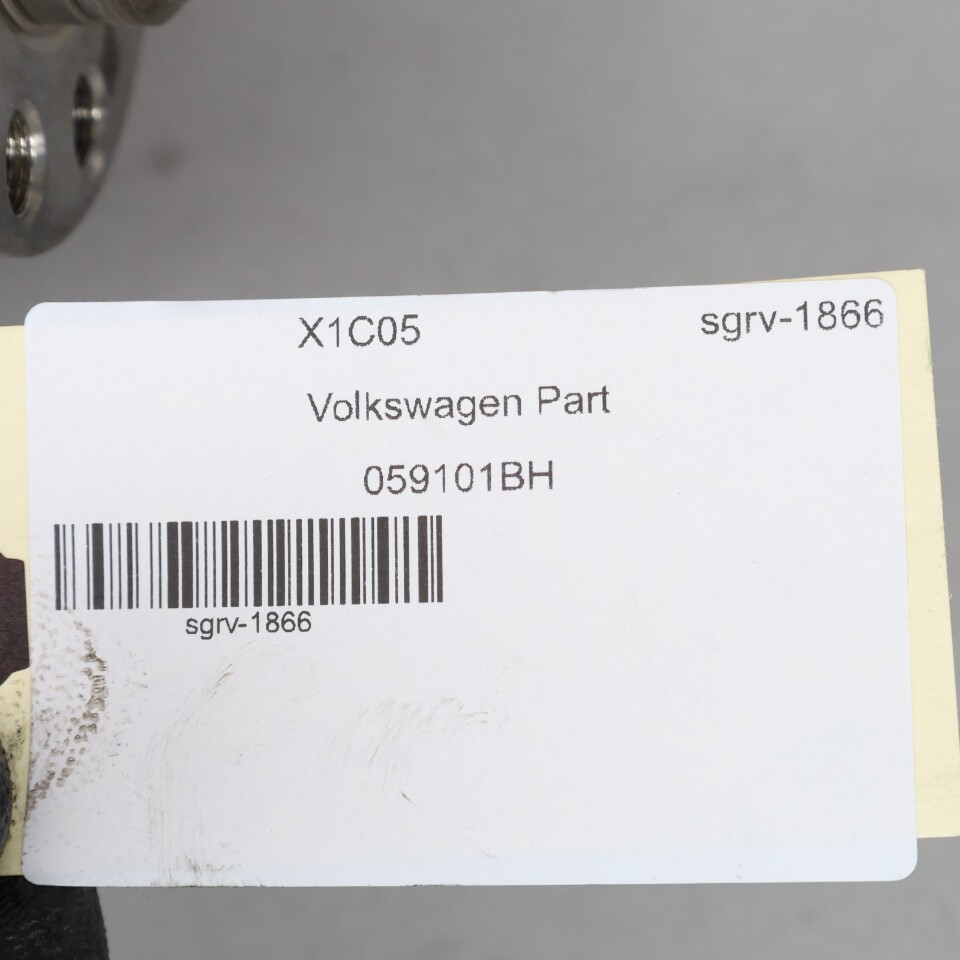 X1C05 sgrv-1866
Volkswagen Part
059101BH
sgrv-1866